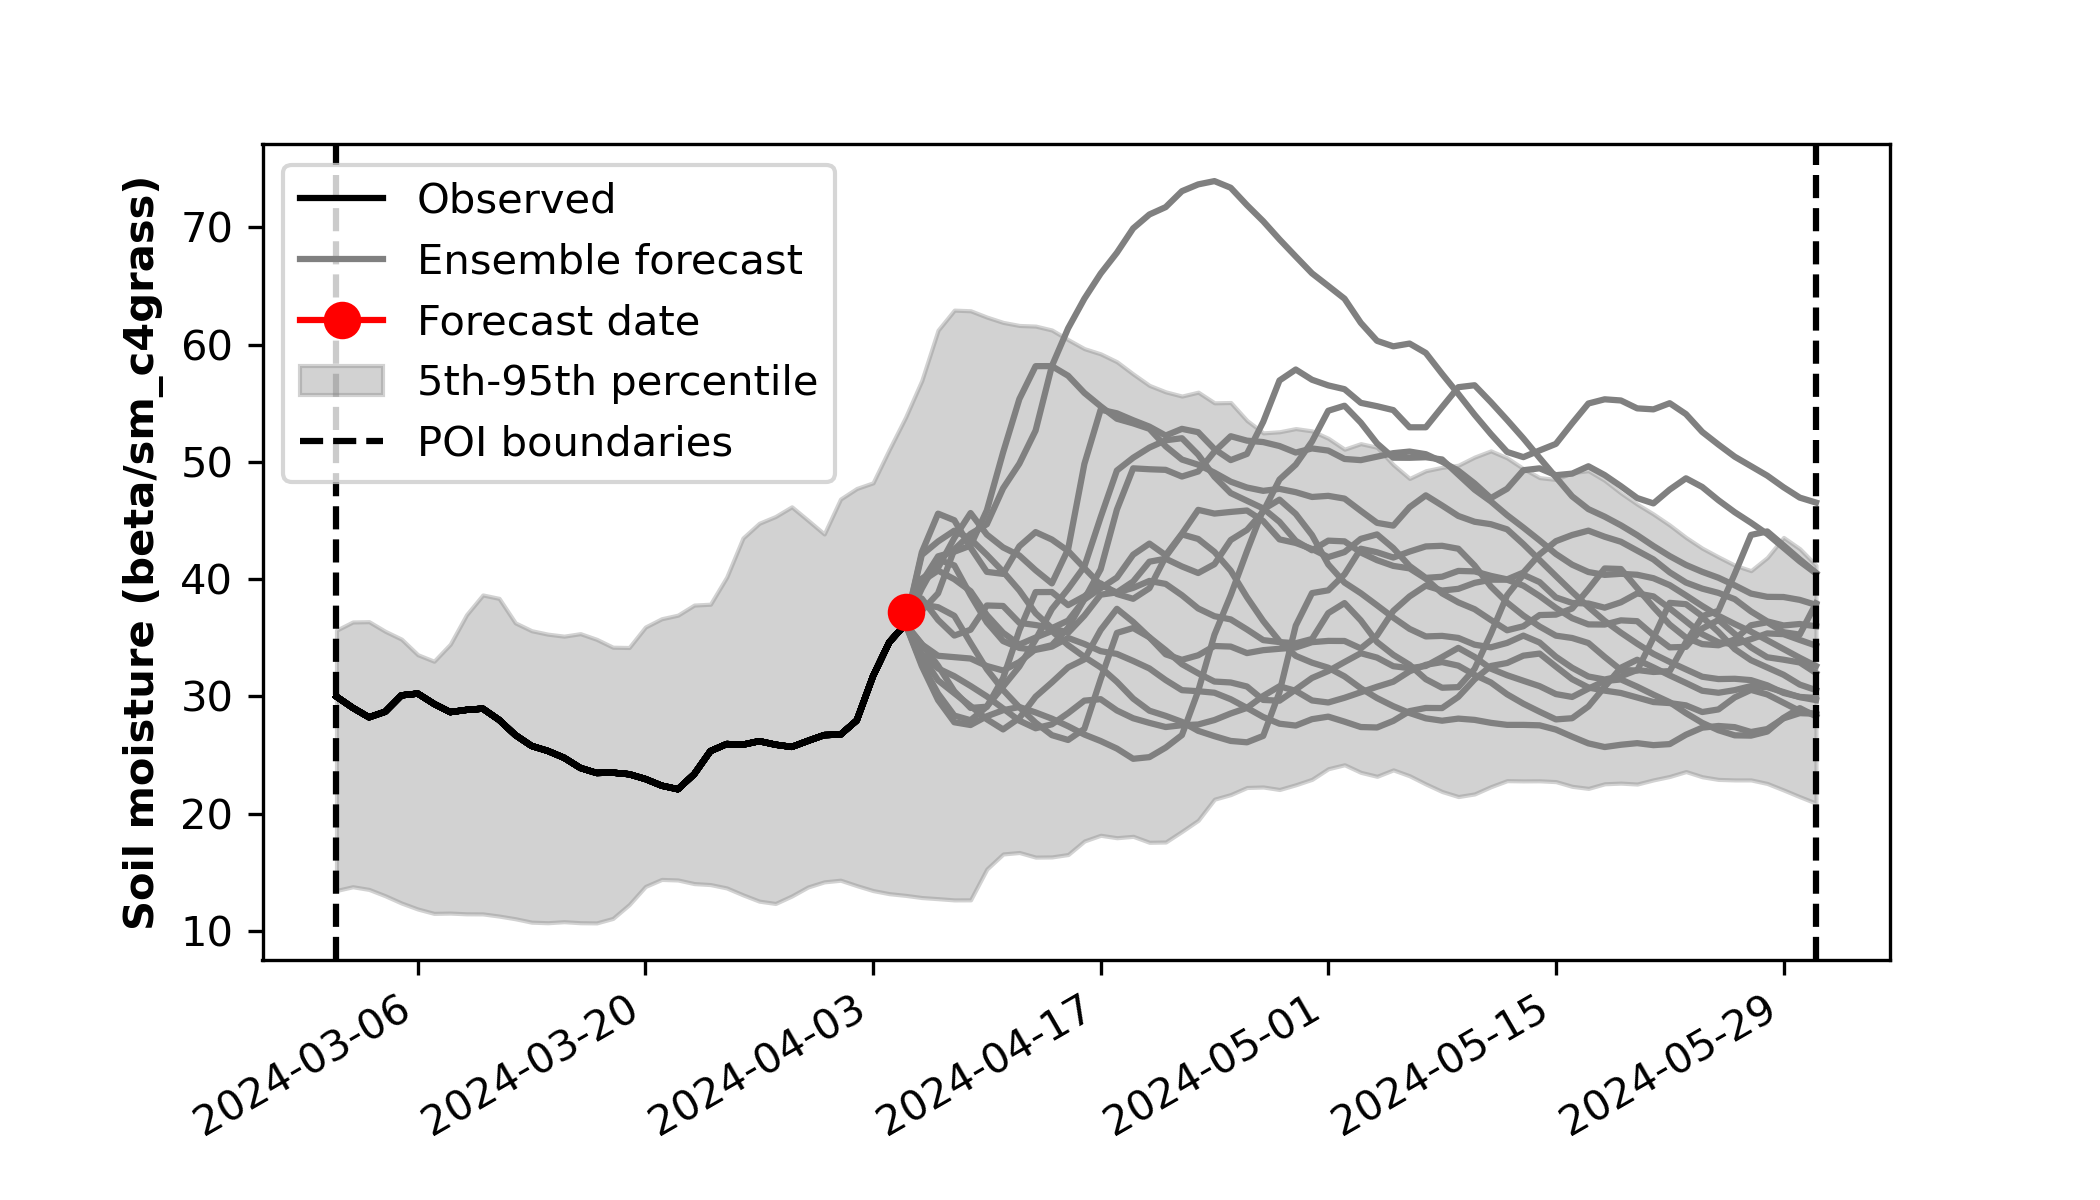 Observed
Ensemble forecast
Forecast date
5th-95th percentile
POI boundaries
Soil moisture (beta/sm_c4grass)
70
60
50
40
30
20
10
2024-03-06
2024-03-20
2024-04-03
2024-04-17
2024-05-01
2024-05-15
2024-05-29